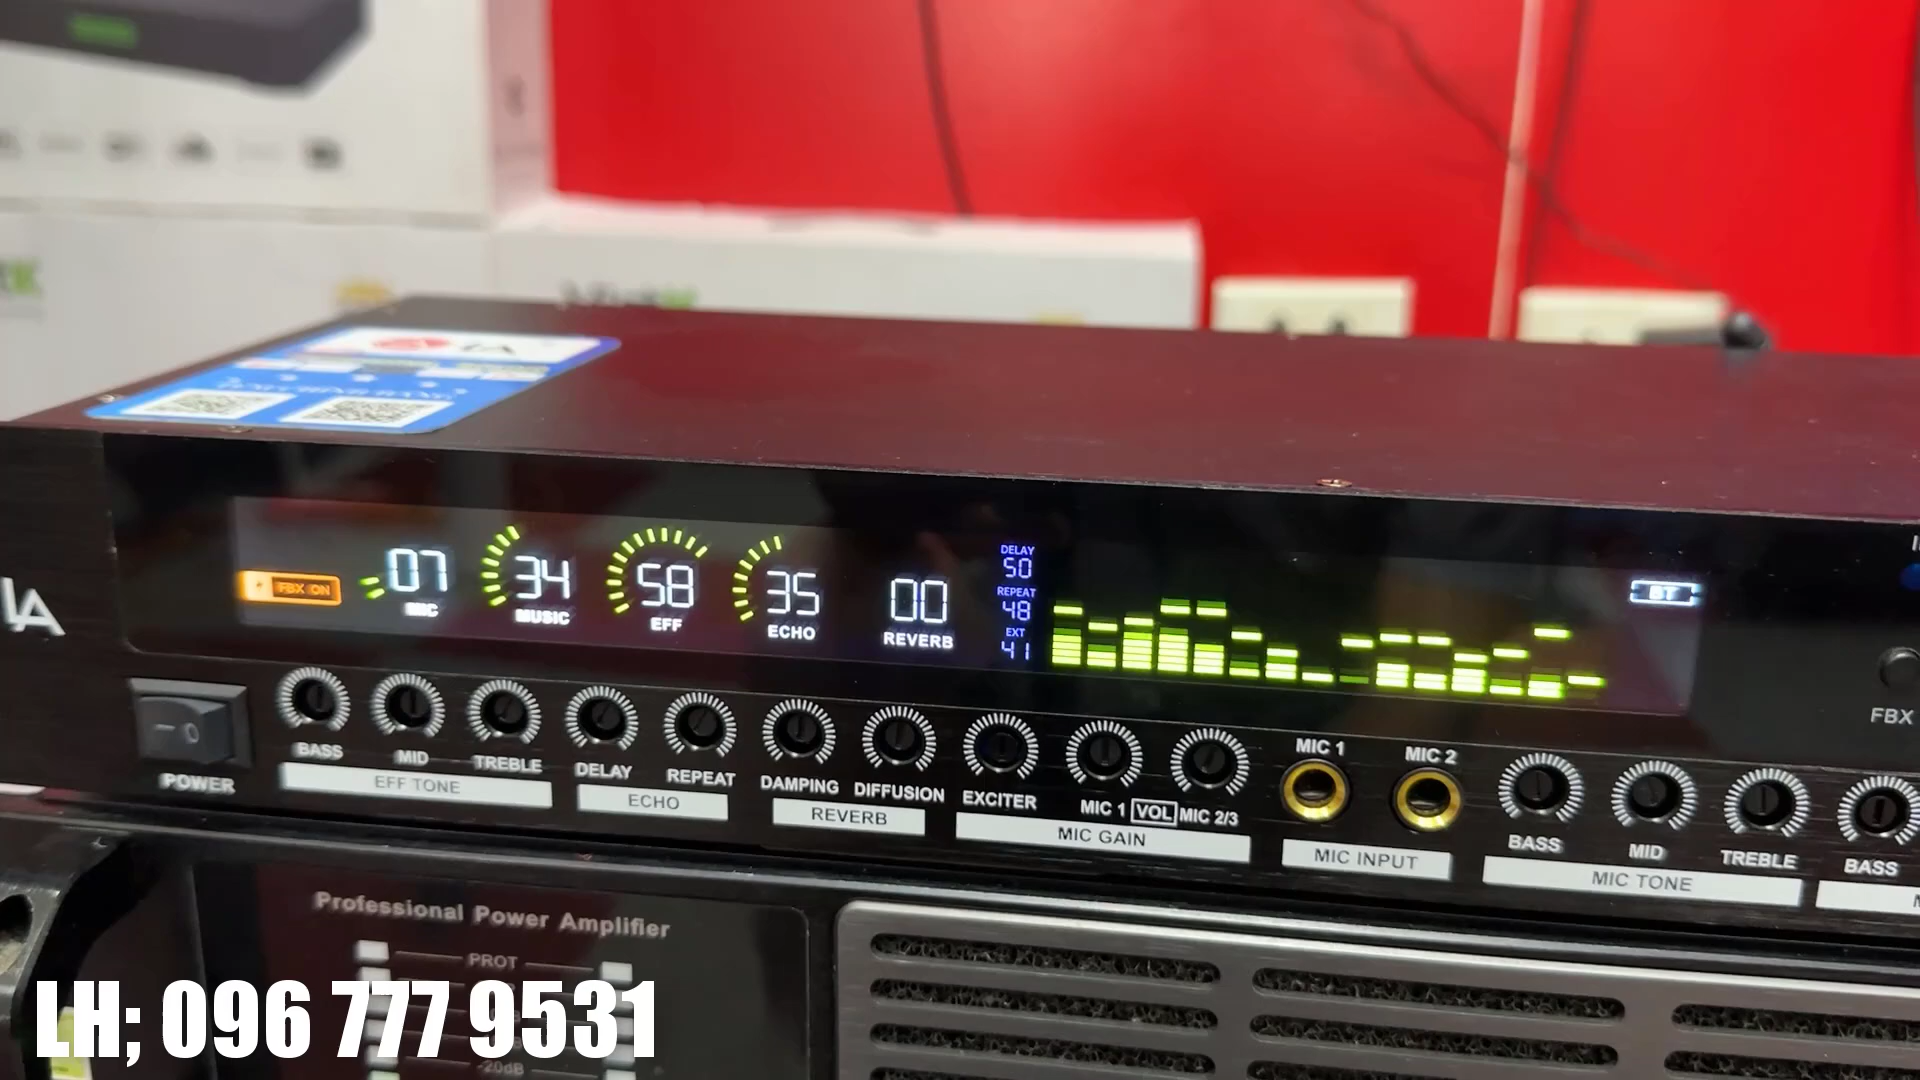 IA
FBX ON
07
MIC
34
MUSIC
58
EFF
35
ECHO
00
REVERB
DELAY
50
REPEAT
48
EXT
41
BT
FBX
POWER
BASS MID TREBLE DELAY REPEAT DAMPING DIFFUSION EXCITER MIC 1 VOL MIC 2/3
EFF TONE
ECHO
REVERB
MIC GAIN
MIC 1 MIC 2
MIC INPUT
BASS MID TREBLE BASS
MIC TONE
Professional Power Amplifier
PROT
-20dB
LH; 096 777 9531